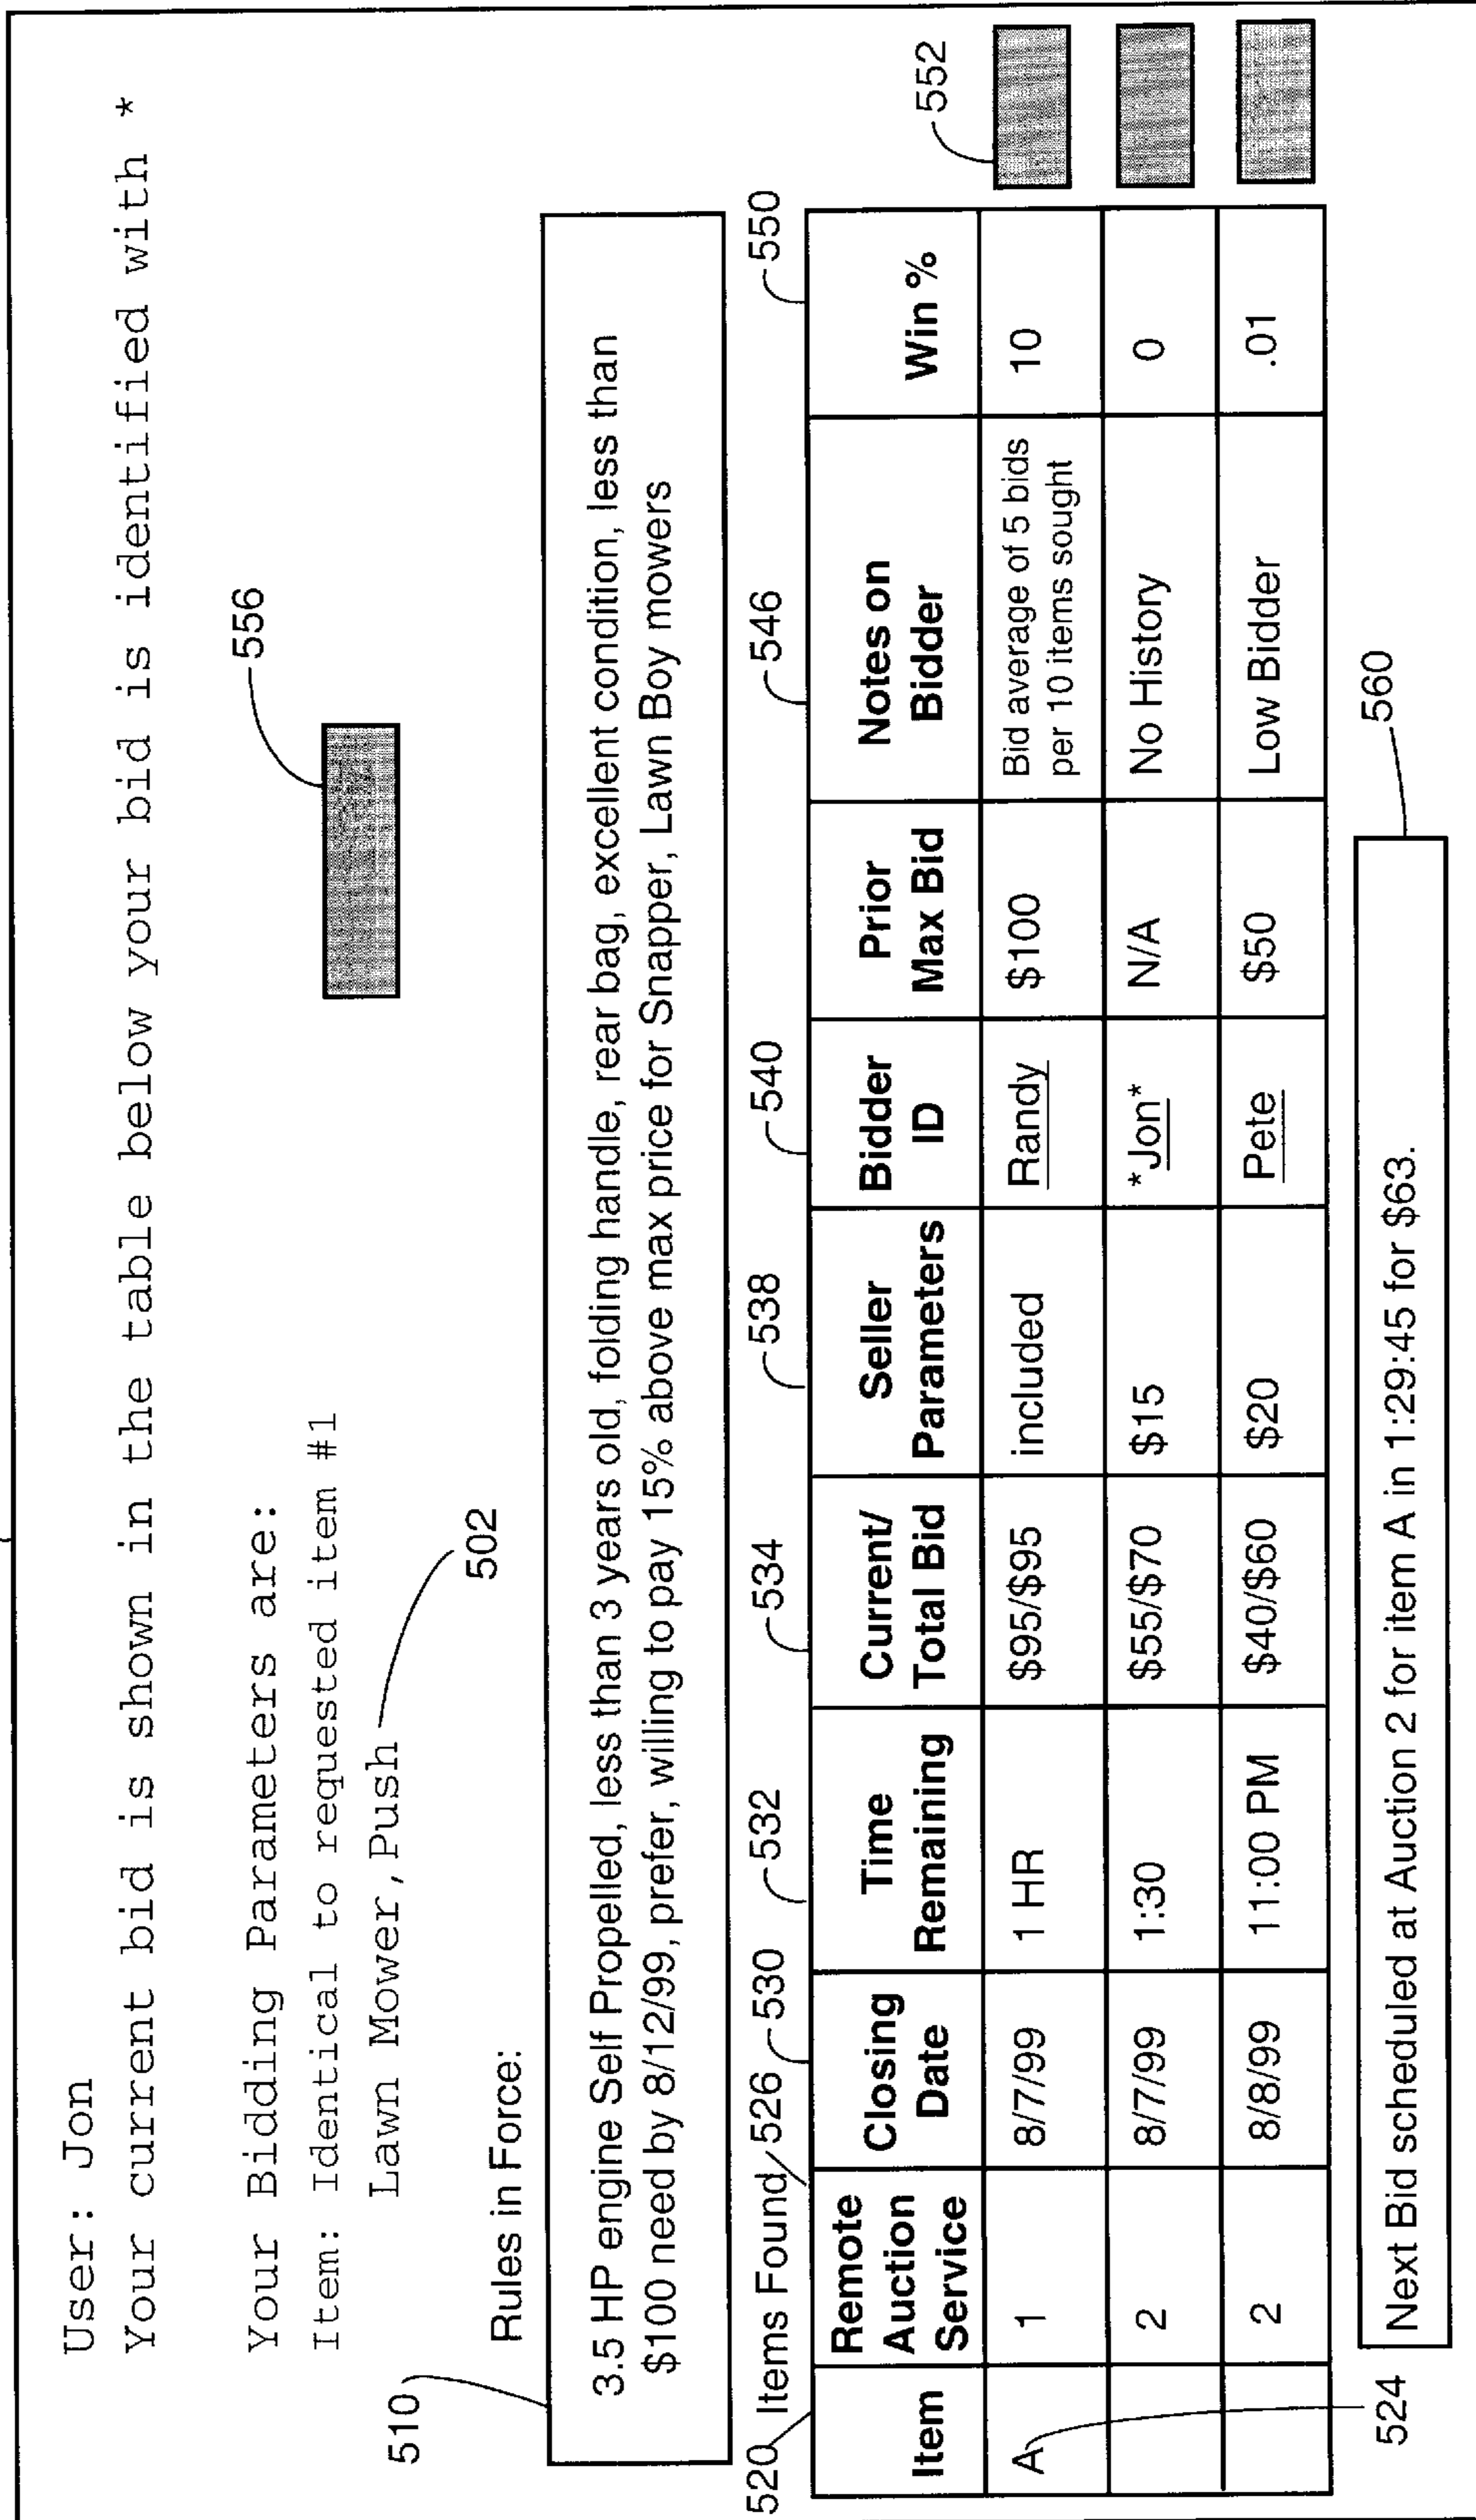 User: Jon
Your current bid is shown in the table below your bid is identified with *
556
Your Bidding Parameters are:
Item: Identical to requested item #1
Lawn Mower, Push
502
510
Rules in Force:
3.5 HP engine Self Propelled, less than 3 years old, folding handle, rear bag, excellent condition, less than
$100 need by 8/12/99, prefer, willing to pay 15% above max price for Snapper, Lawn Boy mowers
520 Items Found 526 530 532 534 538 540 546 550
Item Remote Auction Service Closing Date Time Remaining Current/ Total Bid Seller Parameters Bidder ID Prior Max Bid Notes on Bidder Win %
552
A 1 8/7/99 1 HR $95/$95 included Randy $100 Bid average of 5 bids per 10 items sought 10
2 8/7/99 1:30 $55/$70 $15 *Jon* N/A No History 0
2 8/8/99 11:00 PM $40/$60 $20 Pete $50 Low Bidder .01
524
Next Bid scheduled at Auction 2 for item A in 1:29:45 for $63.
560